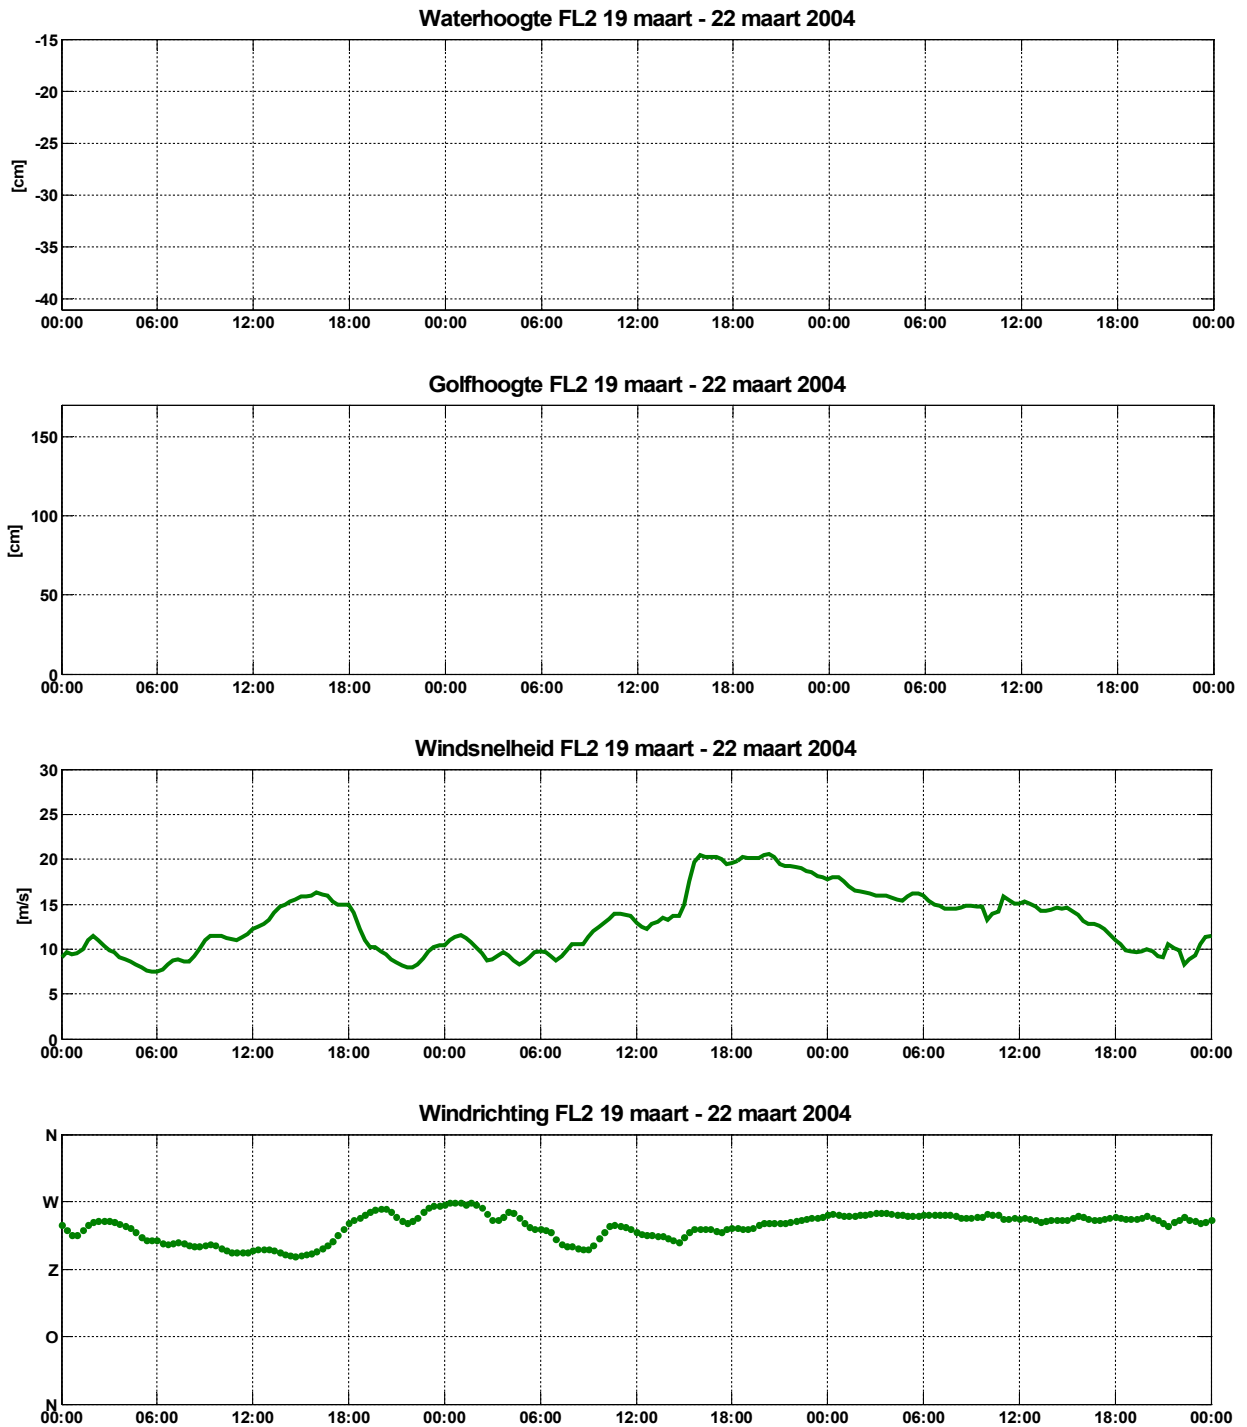 Waterhoogte FL2 19 maart - 22 maart 2004
-15
-20
-25
-30
-35
-40
[cm]
00:00 06:00 12:00 18:00 00:00 06:00 12:00 18:00 00:00 06:00 12:00 18:00 00:00
Golfhoogte FL2 19 maart - 22 maart 2004
150
100
50
0
[cm]
00:00 06:00 12:00 18:00 00:00 06:00 12:00 18:00 00:00 06:00 12:00 18:00 00:00
Windsnelheid FL2 19 maart - 22 maart 2004
30
25
20
15
10
5
0
[m/s]
00:00 06:00 12:00 18:00 00:00 06:00 12:00 18:00 00:00 06:00 12:00 18:00 00:00
Windrichting FL2 19 maart - 22 maart 2004
N
W
Z
O
N
00:00 06:00 12:00 18:00 00:00 06:00 12:00 18:00 00:00 06:00 12:00 18:00 00:00